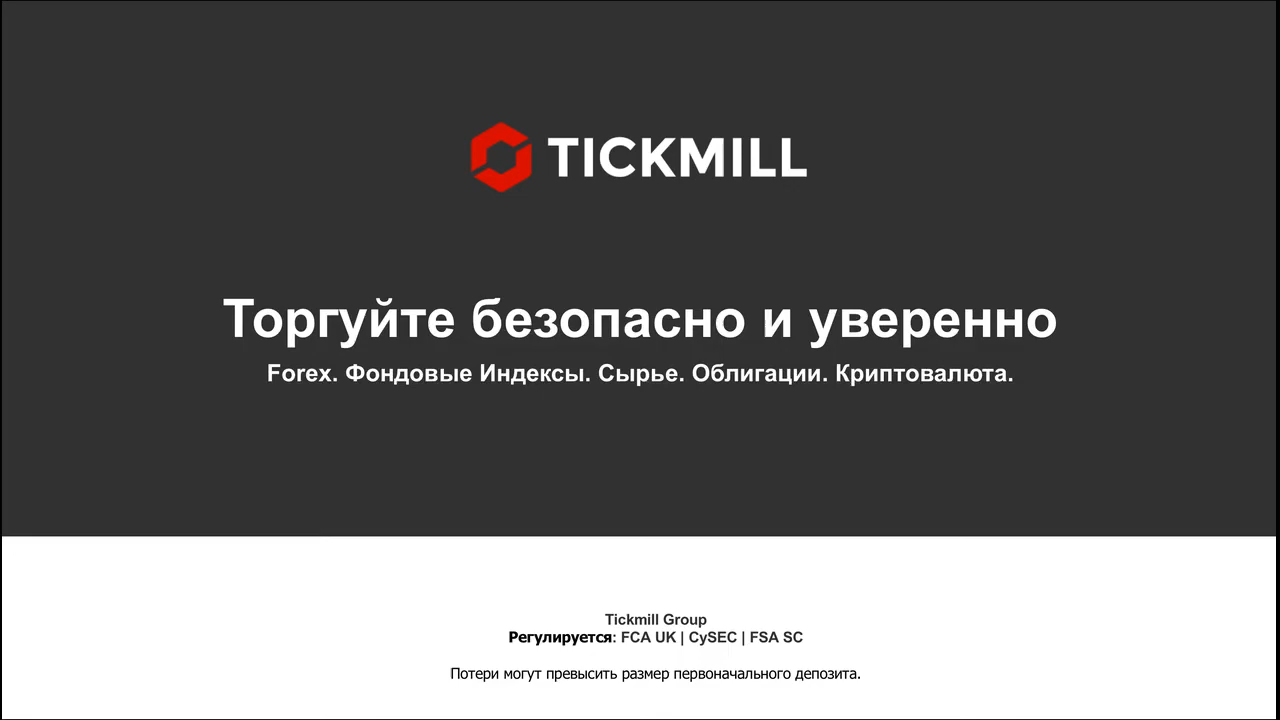 TICKMILL
Торгуйте безопасно и уверенно
Forex. Фондовые Индексы. Сырье. Облигации. Криптовалюта.
Tickmill Group
Регулируется: FCA UK | CySEC | FSA SC
Потери могут превысить размер первоначального депозита.